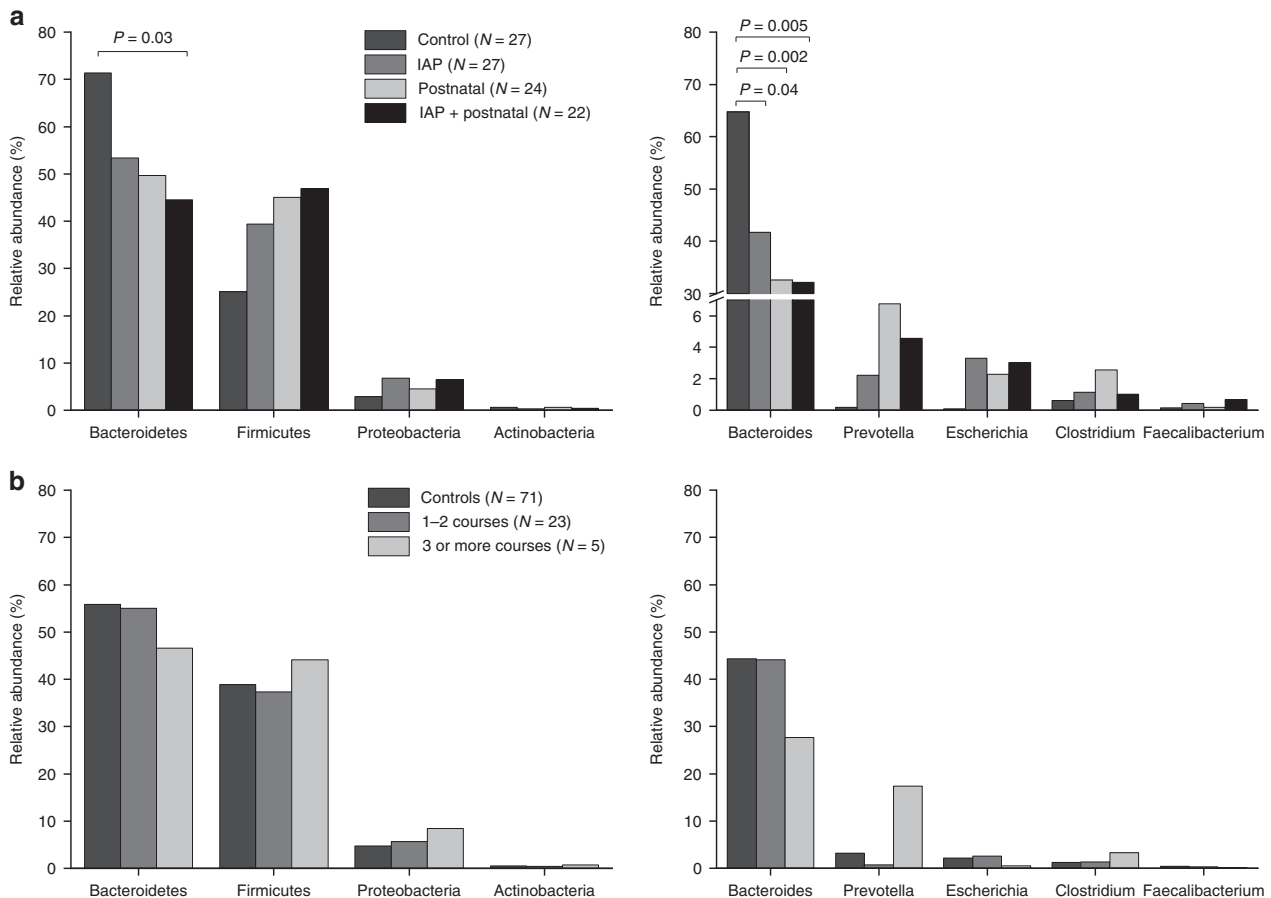 a
Relative abundance (%)
80
70
60
50
40
30
20
10
0
P = 0.03
Control (N = 27)
IAP (N = 27)
Postnatal (N = 24)
IAP + postnatal (N = 22)
Bacteroidetes
Firmicutes
Proteobacteria
Actinobacteria
Relative abundance (%)
80
70
60
50
40
30
6
4
2
0
P = 0.005
P = 0.002
P = 0.04
Bacteroides
Prevotella
Escherichia
Clostridium
Faecalibacterium
b
Relative abundance (%)
80
70
60
50
40
30
20
10
0
Controls (N = 71)
1–2 courses (N = 23)
3 or more courses (N = 5)
Bacteroidetes
Firmicutes
Proteobacteria
Actinobacteria
Relative abundance (%)
80
70
60
50
40
30
20
10
0
Bacteroides
Prevotella
Escherichia
Clostridium
Faecalibacterium